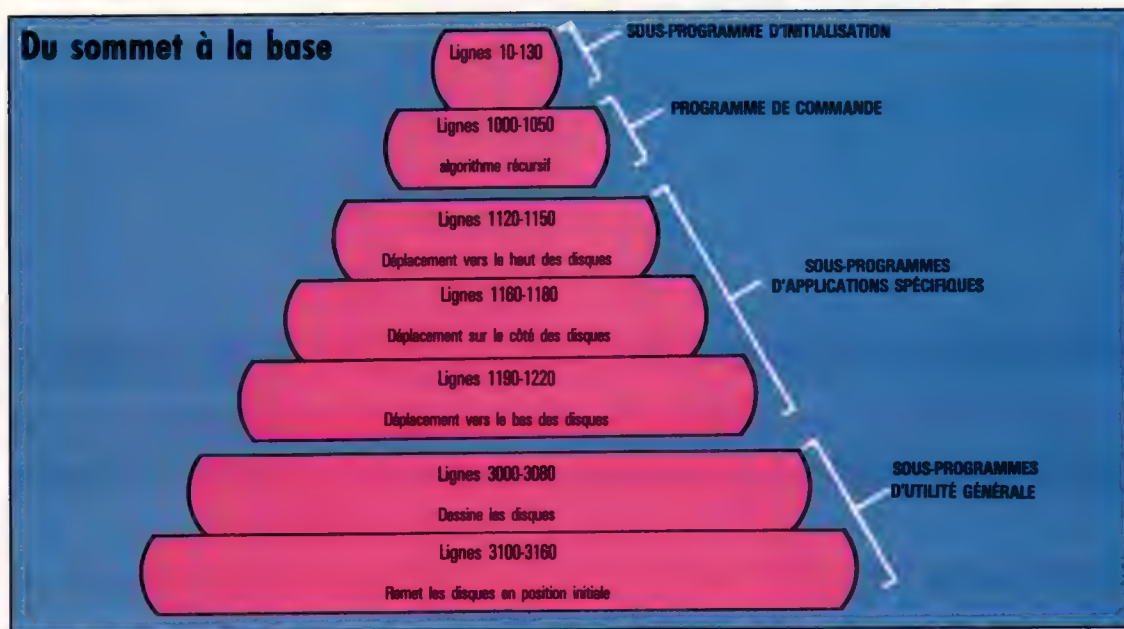 Du sommet à la base
Lignes 10-130
SOUS-PROGRAMME D'INITIALISATION
Lignes 1000-1050
algorithme récursif
PROGRAMME DE COMMANDE
Lignes 1120-1150
Déplacement vers le haut des disques
Lignes 1160-1180
Déplacement sur le côté des disques
Lignes 1190-1220
Déplacement vers le bas des disques
SOUS-PROGRAMMES
D'APPLICATIONS SPÉCIFIQUES
Lignes 3000-3080
Dessine les disques
Lignes 3100-3160
Remet les disques en position initiale
SOUS-PROGRAMMES
D'UTILITÉ GÉNÉRALE